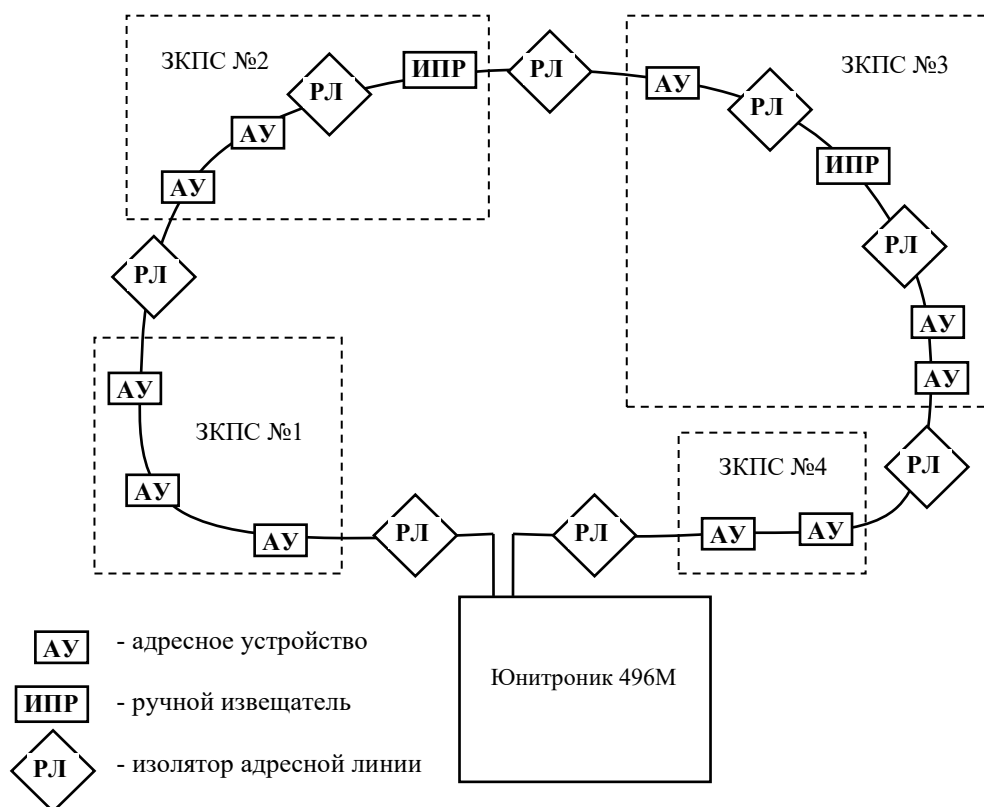 ЗКПС №2
ИПР
РЛ
РЛ
АУ
АУ
РЛ
ЗКПС №3
АУ
РЛ
ИПР
РЛ
АУ
АУ
ЗКПС №1
АУ
АУ
АУ
РЛ
РЛ
ЗКПС №4
АУ
АУ
РЛ
Юнитроник 496М
АУ - адресное устройство
ИПР - ручной извещатель
РЛ - изолятор адресной линии